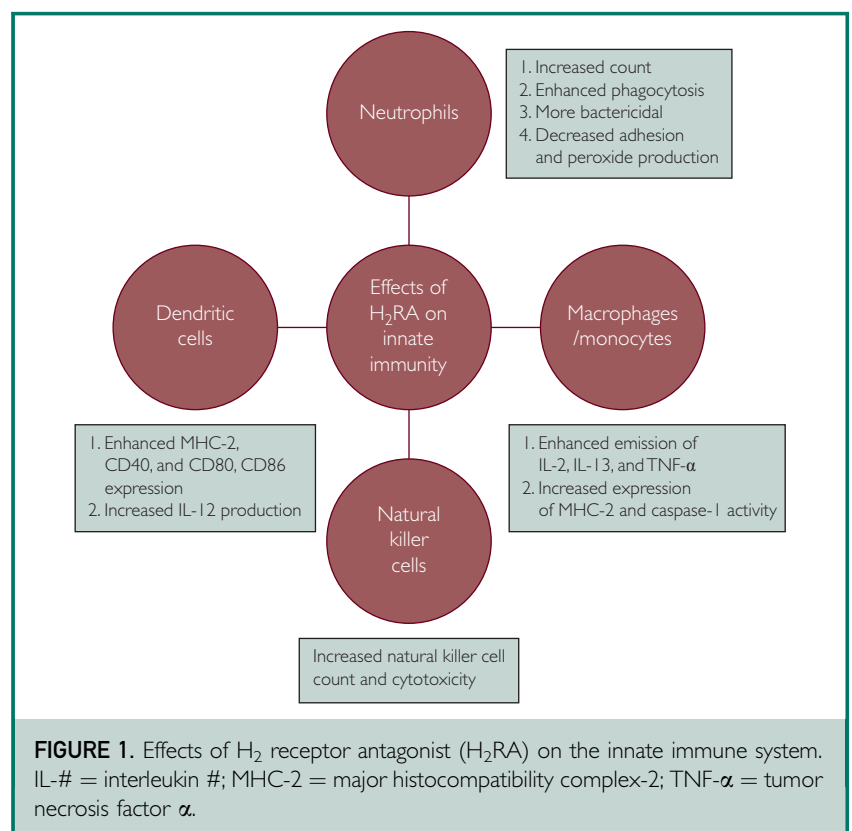 Neutrophils
1. Increased count
2. Enhanced phagocytosis
3. More bactericidal
4. Decreased adhesion
and peroxide production
Dendritic
cells
Effects of
H₂RA on
innate
immunity
Macrophages
/monocytes
1. Enhanced MHC-2,
CD40, and CD80, CD86
expression
2. Increased IL-12 production
1. Enhanced emission of
IL-2, IL-13, and TNF-α
2. Increased expression
of MHC-2 and caspase-1 activity
Natural
killer
cells
Increased natural killer cell
count and cytotoxicity
FIGURE 1. Effects of H₂ receptor antagonist (H₂RA) on the innate immune system.
IL-# = interleukin #; MHC-2 = major histocompatibility complex-2; TNF-α = tumor
necrosis factor α.